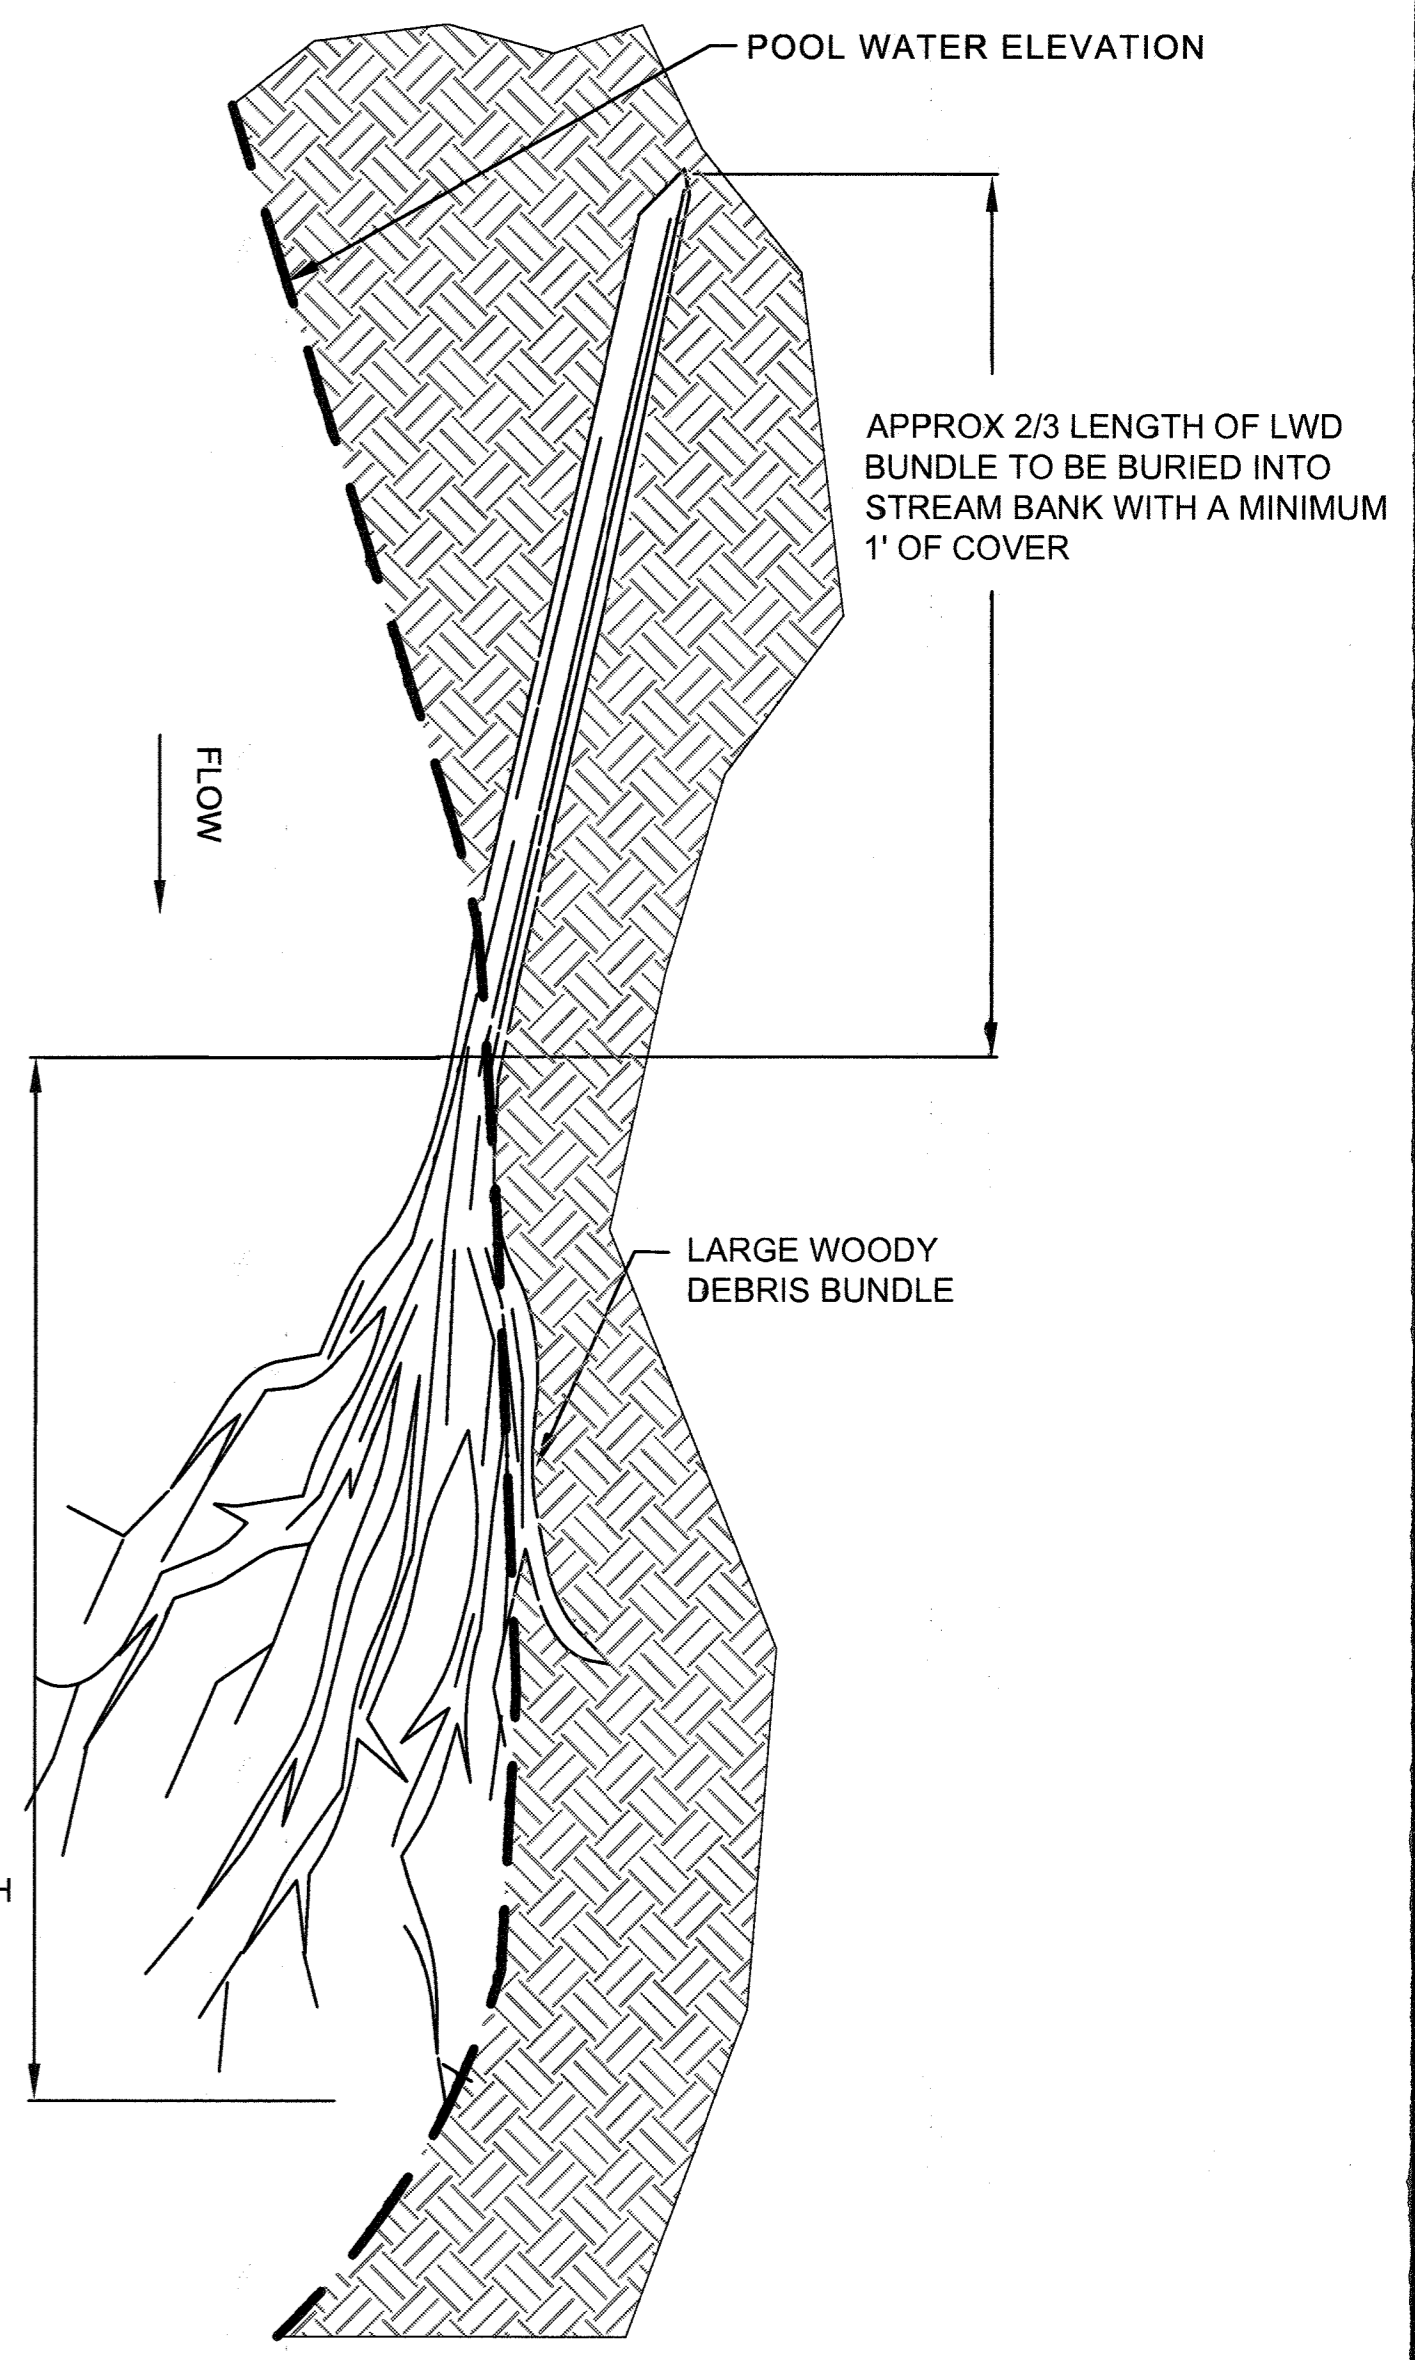 POOL WATER ELEVATION
APPROX 2/3 LENGTH OF LWD
BUNDLE TO BE BURIED INTO
STREAM BANK WITH A MINIMUM
1' OF COVER
FLOW
LARGE WOODY
DEBRIS BUNDLE